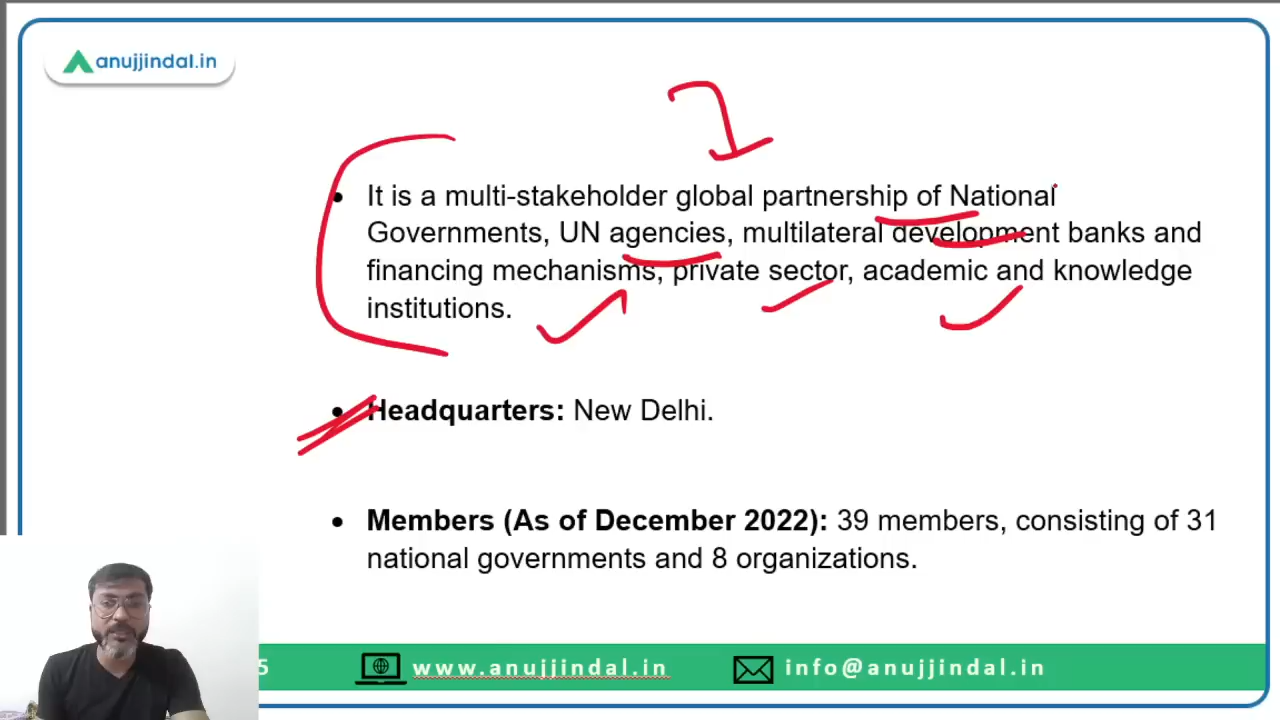 anujjindal.in
It is a multi-stakeholder global partnership of National
Governments, UN agencies, multilateral development banks and
financing mechanisms, private sector, academic and knowledge
institutions.
Headquarters: New Delhi.
Members (As of December 2022): 39 members, consisting of 31
national governments and 8 organizations.
5 www.anujjindal.in info@anujjindal.in